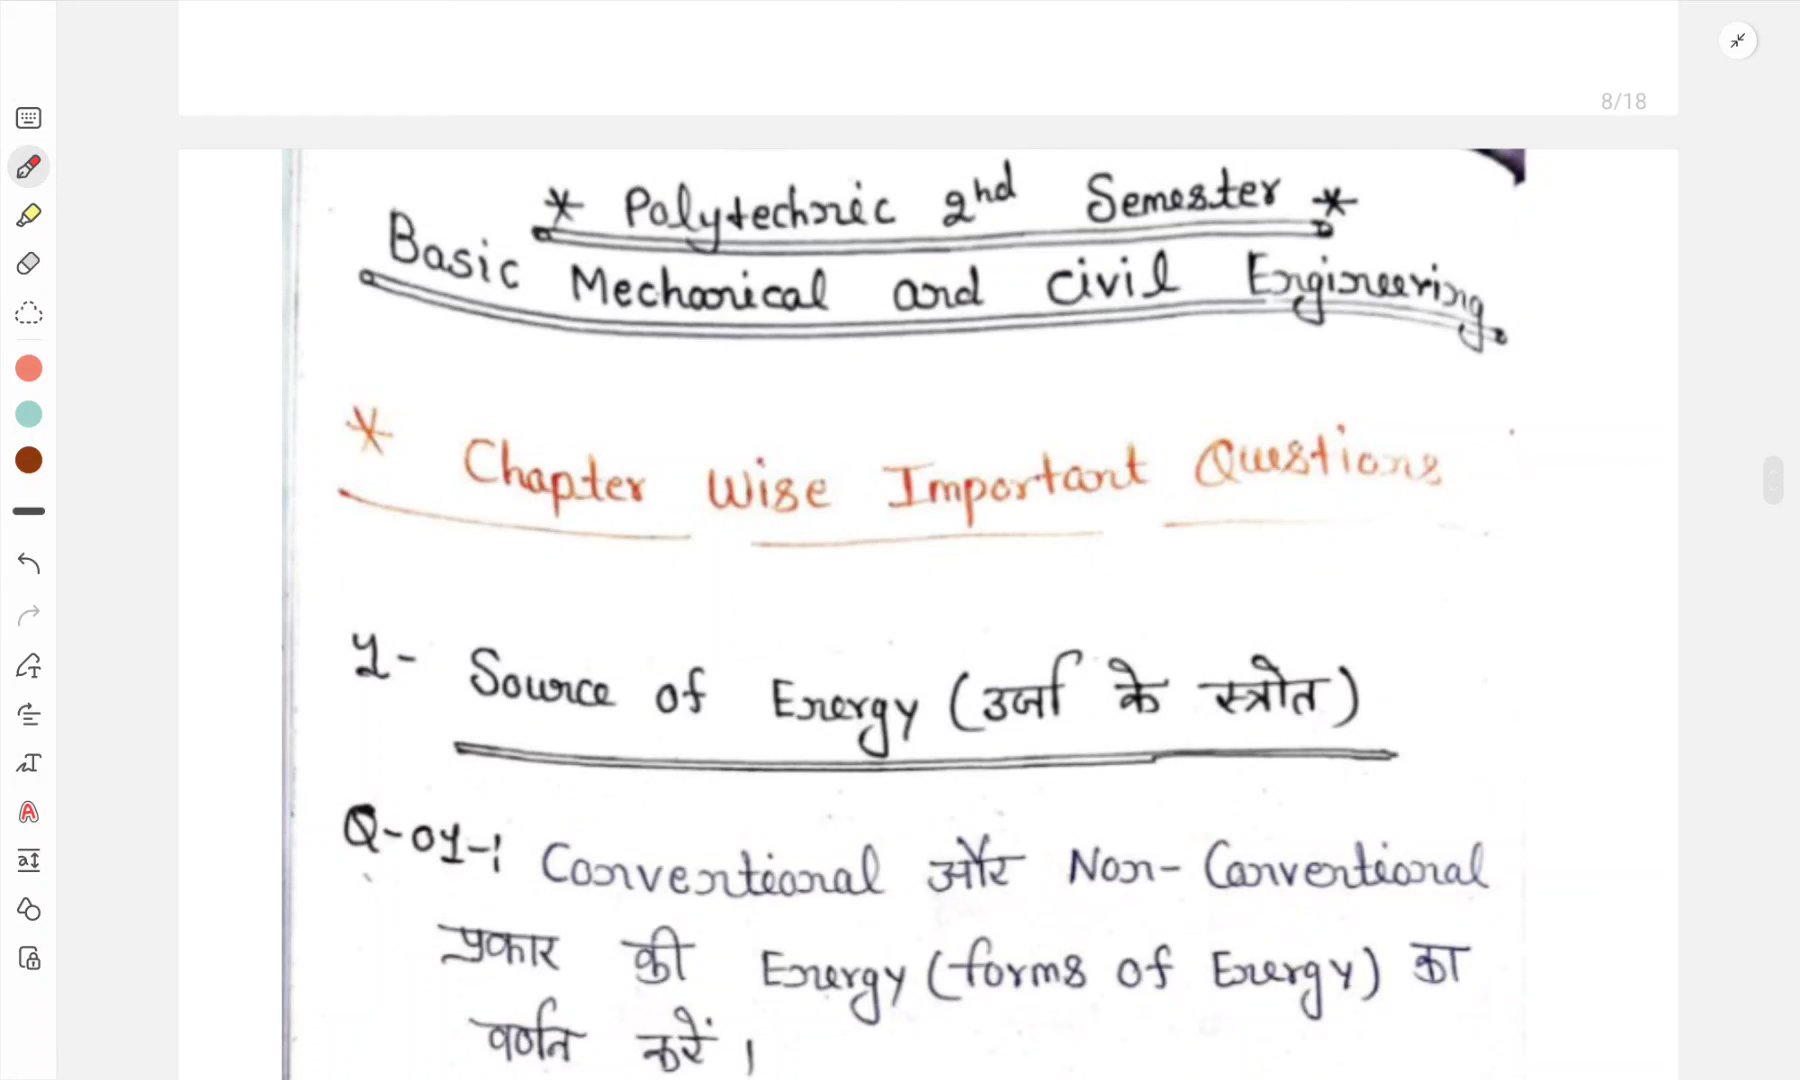 8/18
* Polytechnic 2nd Semester *
Basic Mechanical and civil Engineering
* Chapter Wise Important Questions
1- Source of Energy (उर्जा के स्त्रोत)
Q-01-: Conventional और Non-Conventional
प्रकार की Energy (forms of Energy) का
वर्णन करें ।